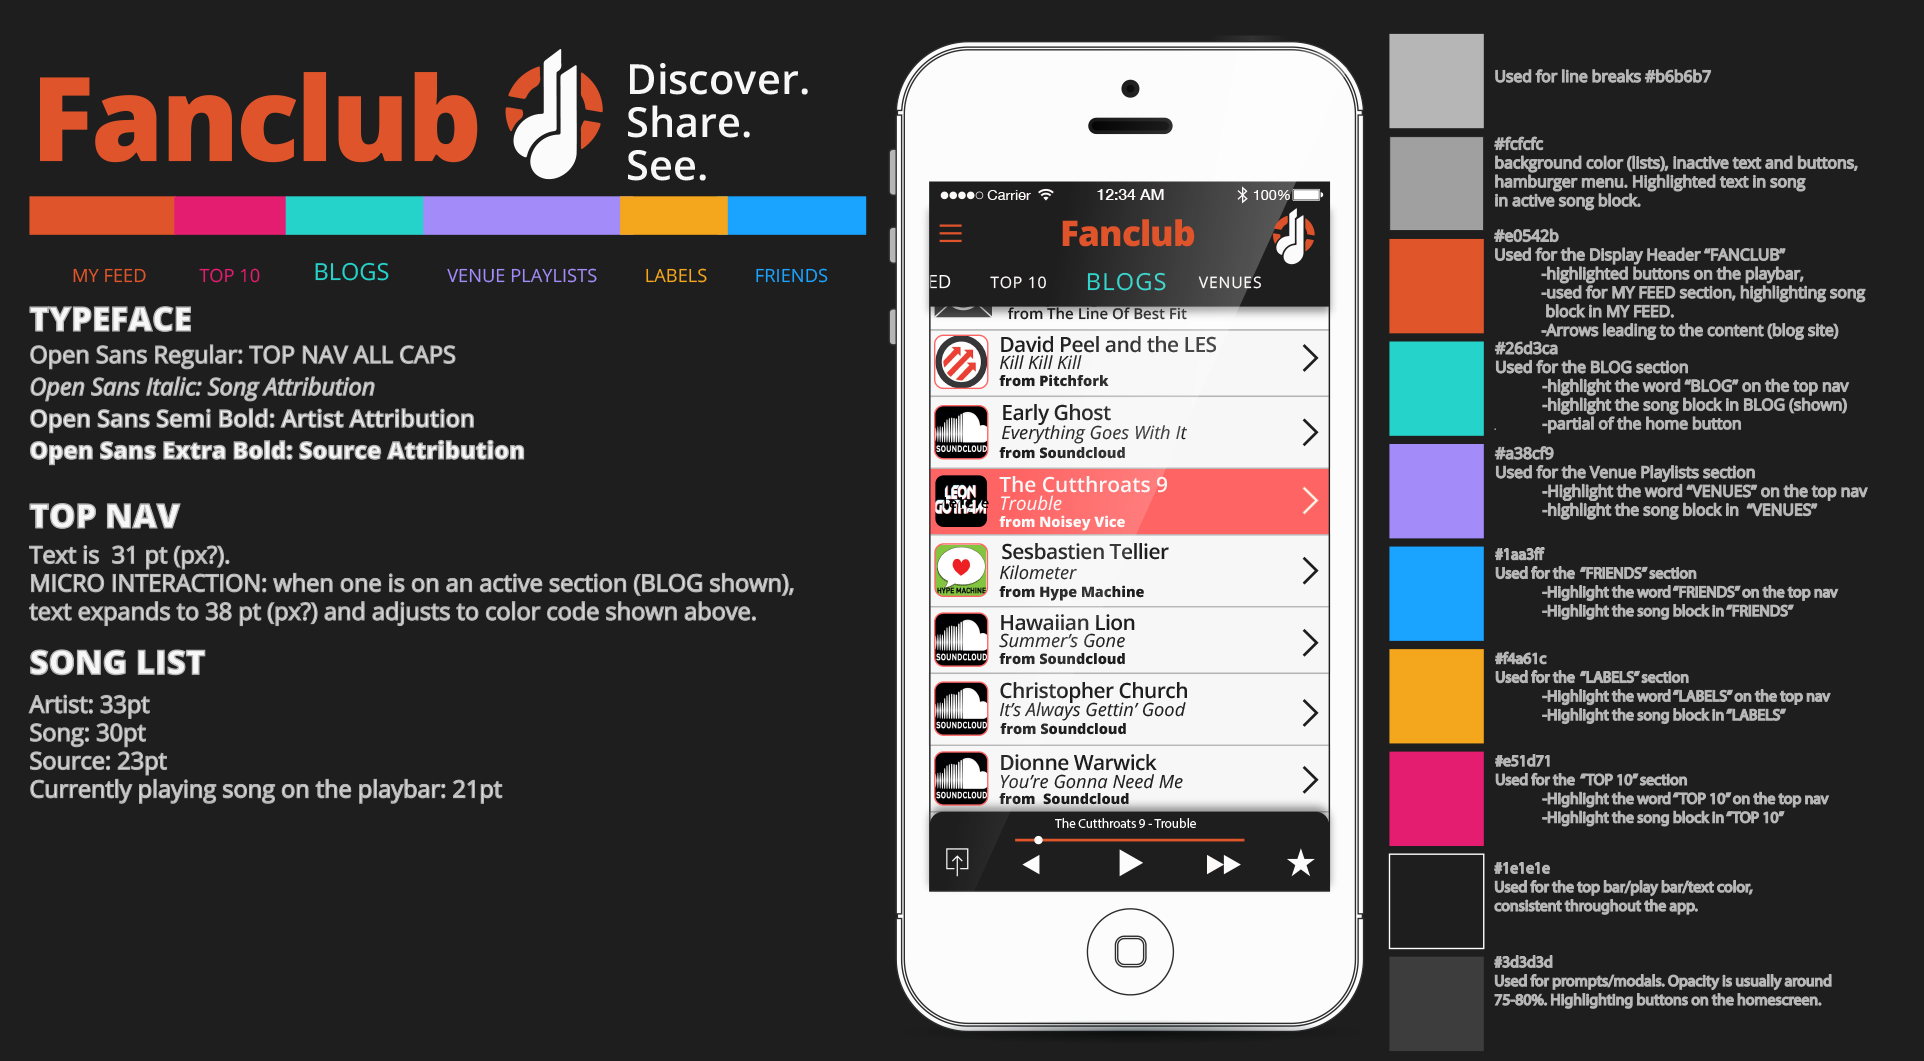 Fanclub
Discover.
Share.
See.
MY FEED TOP 10 BLOGS VENUE PLAYLISTS LABELS FRIENDS
TYPEFACE
Open Sans Regular: TOP NAV ALL CAPS
Open Sans Italic: Song Attribution
Open Sans Semi Bold: Artist Attribution
Open Sans Extra Bold: Source Attribution
TOP NAV
Text is 31 pt (px?).
MICRO INTERACTION: when one is on an active section (BLOG shown),
text expands to 38 pt (px?) and adjusts to color code shown above.
SONG LIST
Artist: 33pt
Song: 30pt
Source: 23pt
Currently playing song on the playbar: 21pt
Carrier 12:34 AM 100%
Fanclub
ED TOP 10 BLOGS VENUES
from The Line Of Best Fit
David Peel and the LES
Kill Kill Kill
from Pitchfork
Early Ghost
Everything Goes With It
SOUNDCLOUD
from Soundcloud
The Cutthroats 9
LEON
GOTHAM
Trouble
from Noisey Vice
Sesbastien Tellier
Kilometer
HYPE MACHINE
from Hype Machine
Hawaiian Lion
Summer's Gone
SOUNDCLOUD
from Soundcloud
Christopher Church
It's Always Gettin' Good
SOUNDCLOUD
from Soundcloud
Dionne Warwick
You're Gonna Need Me
SOUNDCLOUD
from Soundcloud
The Cutthroats 9 - Trouble
Used for line breaks #b6b6b7
#fcfcfc
background color (lists), inactive text and buttons,
hamburger menu. Highlighted text in song
in active song block.
#e0542b
Used for the Display Header “FANCLUB”
-highlighted buttons on the playbar,
-used for MY FEED section, highlighting song
block in MY FEED.
-Arrows leading to the content (blog site)
#26d3ca
Used for the BLOG section
-highlight the word “BLOG” on the top nav
-highlight the song block in BLOG (shown)
-partial of the home button
#a38cf9
Used for the Venue Playlists section
-Highlight the word “VENUES” on the top nav
-highlight the song block in “VENUES”
#1aa3ff
Used for the “FRIENDS” section
-Highlight the word “FRIENDS” on the top nav
-Highlight the song block in “FRIENDS”
#f4a61c
Used for the “LABELS” section
-Highlight the word “LABELS” on the top nav
-Highlight the song block in “LABELS”
#e51d71
Used for the “TOP 10” section
-Highlight the word “TOP 10” on the top nav
-Highlight the song block in “TOP 10”
#1e1e1e
Used for the top bar/play bar/text color,
consistent throughout the app.
#3d3d3d
Used for prompts/modals. Opacity is usually around
75-80%. Highlighting buttons on the homescreen.